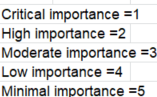 Critical importance =1
High importance =2
Moderate importance =3
Low importance =4
Minimal importance =5